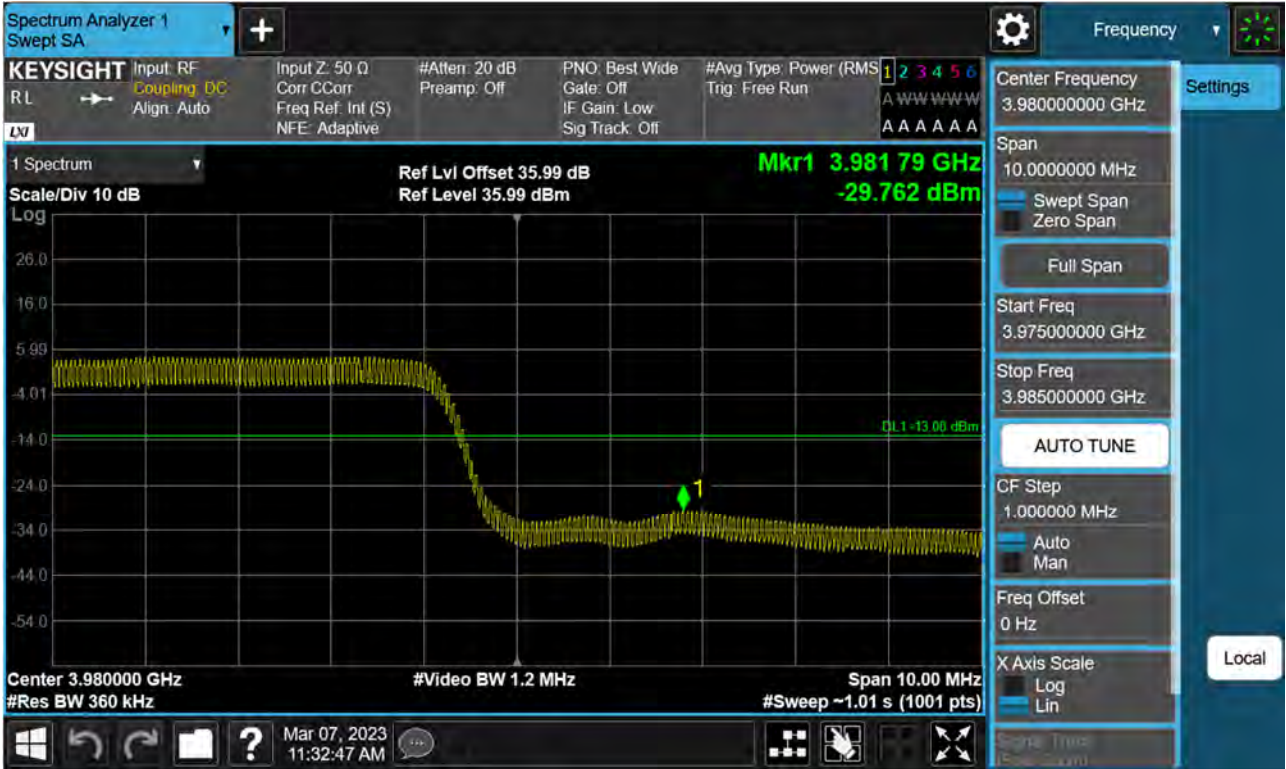 Spectrum Analyzer 1
Swept SA
Frequency
KEYSIGHT
R L
LXI
Input: RF
Coupling: DC
Align: Auto
Input Z: 50 Ω
Corr CCorr
Freq Ref: Int (S)
NFE: Adaptive
#Atten: 20 dB
Preamp: Off
PNO: Best Wide
Gate: Off
IF Gain: Low
Sig Track: Off
#Avg Type: Power (RMS
Trig: Free Run
1 2 3 4 5 6
A W W W W W
A A A A A A
1 Spectrum
Scale/Div 10 dB
Log
Ref Lvl Offset 35.99 dB
Ref Level 35.99 dBm
Mkr1 3.981 79 GHz
-29.762 dBm
26.0
16.0
5.99
-4.01
-14.0
-24.0
-34.0
-44.0
-54.0
DL1 -13.00 dBm
1
Center 3.980000 GHz
#Res BW 360 kHz
#Video BW 1.2 MHz
Span 10.00 MHz
#Sweep ~1.01 s (1001 pts)
Mar 07, 2023
11:32:47 AM
Center Frequency
3.980000000 GHz
Span
10.0000000 MHz
Swept Span
Zero Span
Full Span
Start Freq
3.975000000 GHz
Stop Freq
3.985000000 GHz
AUTO TUNE
CF Step
1.000000 MHz
Auto
Man
Freq Offset
0 Hz
X Axis Scale
Log
Lin
Settings
Local